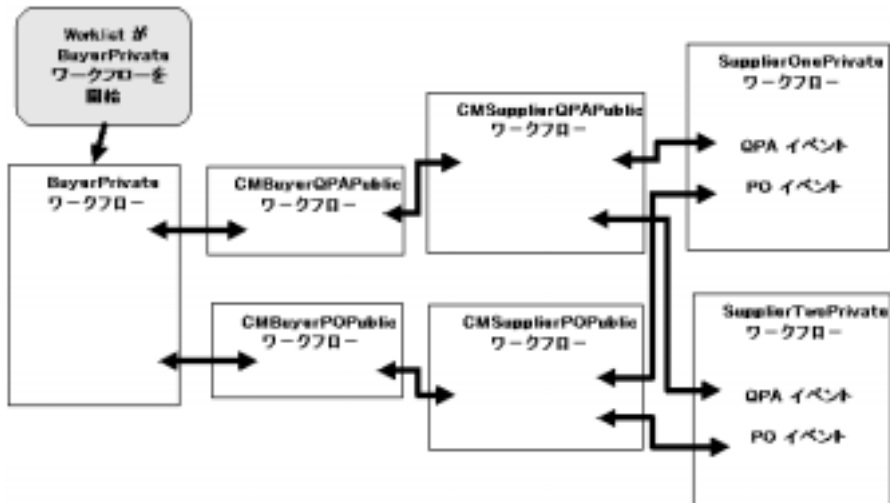 Worklist が
BuyerPrivate
ワークフローを
開始
BuyerPrivate
ワークフロー
CMBuyerQPAPublic
ワークフロー
CMSupplierQPAPublic
ワークフロー
SupplierOnePrivate
ワークフロー
QPA イベント
PO イベント
CMBuyerPOPublic
ワークフロー
CMSupplierPOPublic
ワークフロー
SupplierTwoPrivate
ワークフロー
QPA イベント
PO イベント